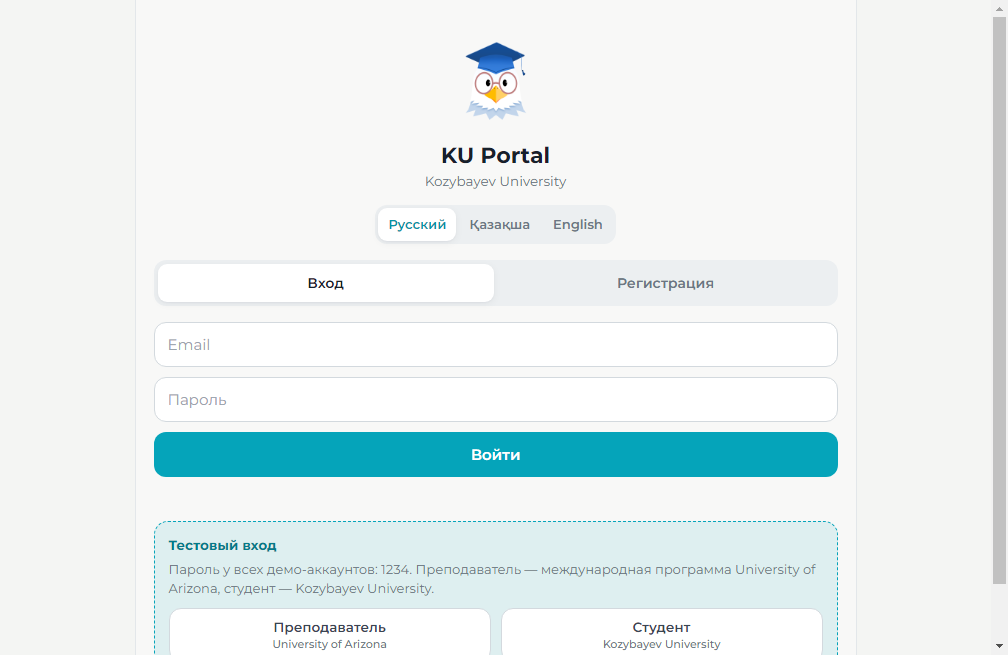 KU Portal
Kozybayev University
Русский Қазақша English
Вход Регистрация
Email
Пароль
Войти
Тестовый вход
Пароль у всех демо-аккаунтов: 1234. Преподаватель — международная программа University of
Arizona, студент — Kozybayev University.
Преподаватель Студент
University of Arizona Kozybayev University